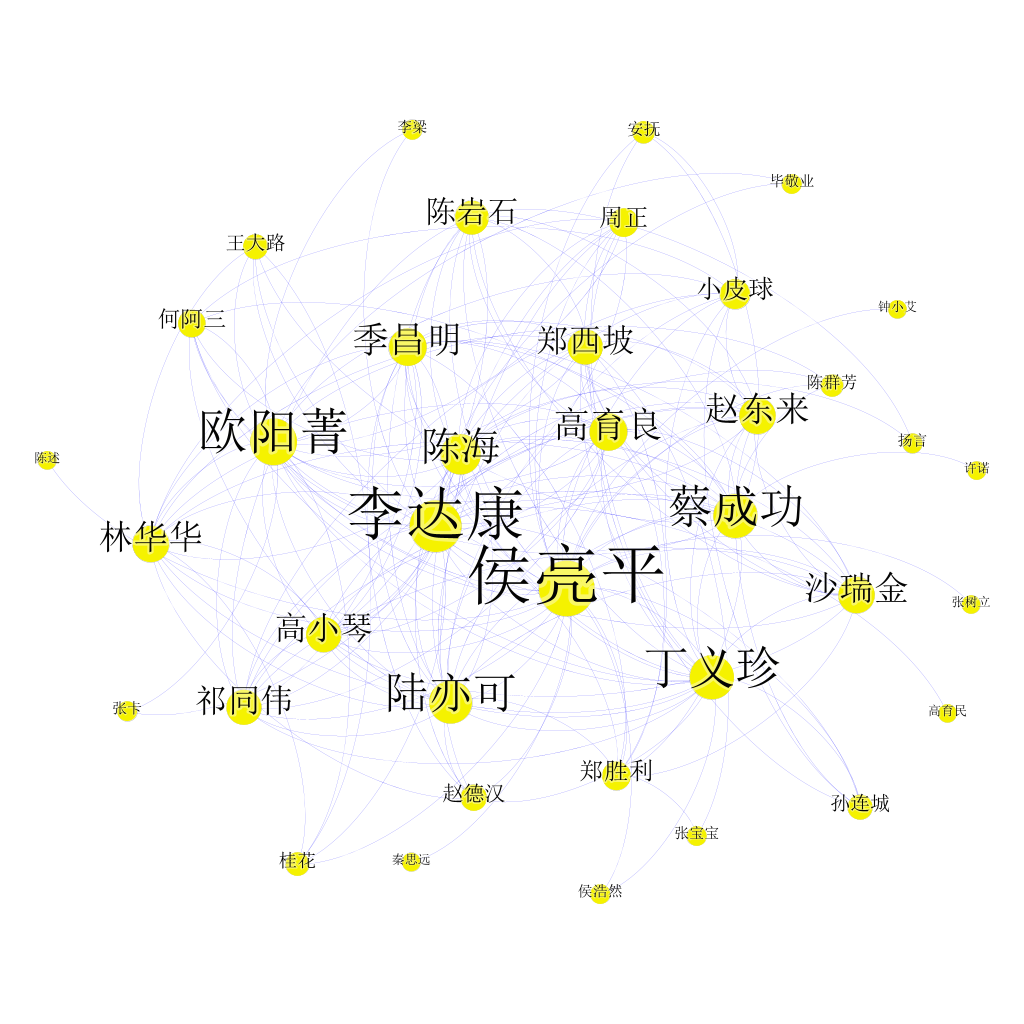 李梁
安抚
毕敬业
陈岩石
周正
王大路
小皮球
钟小艾
何阿三
季昌明
郑西坡
陈群芳
赵东来
高育良
欧阳菁
陈海
扬言
陈述
许诺
李达康
蔡成功
林华华
侯亮平
沙瑞金
张树立
高小琴
丁义珍
陆亦可
祁同伟
张卡
高育民
郑胜利
赵德汉
孙连城
张宝宝
桂花
秦思远
侯浩然